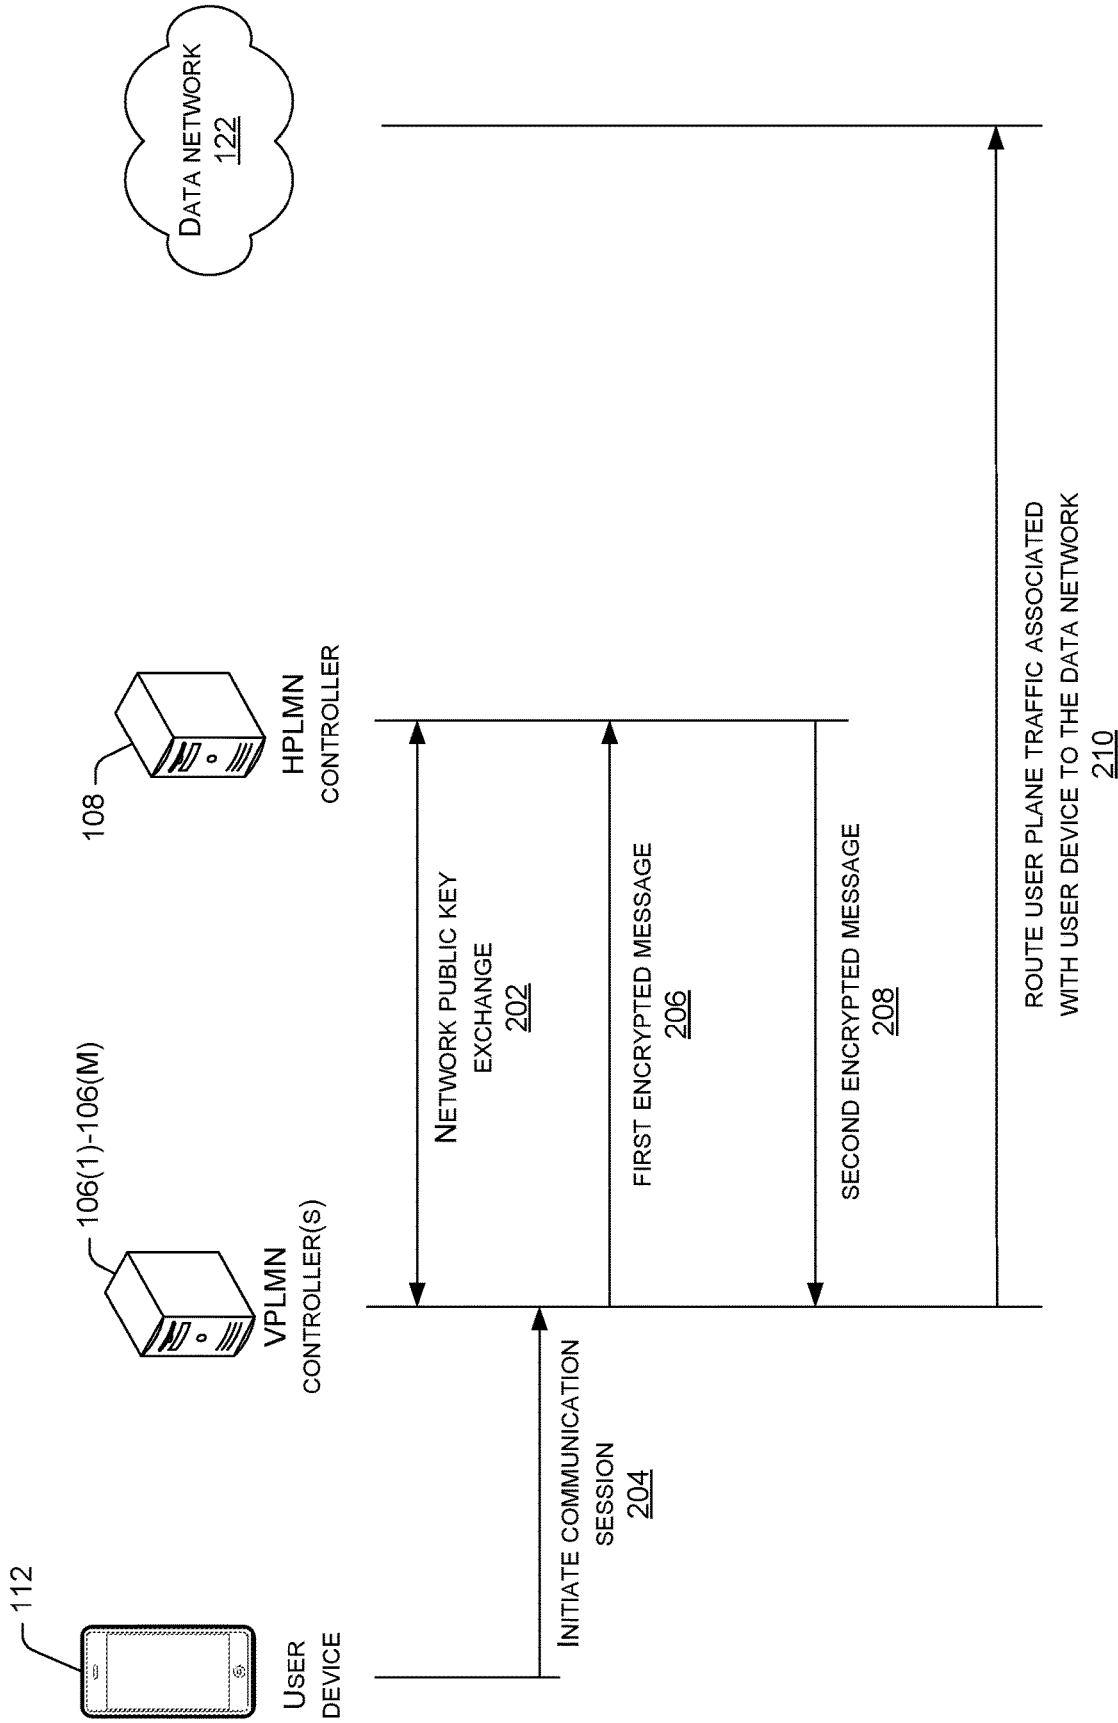 112
USER
DEVICE
106(1)-106(M)
VPLMN
CONTROLLER(S)
108
HPLMN
CONTROLLER
DATA NETWORK
122
NETWORK PUBLIC KEY
EXCHANGE
202
INITIATE COMMUNICATION
SESSION
204
FIRST ENCRYPTED MESSAGE
206
SECOND ENCRYPTED MESSAGE
208
ROUTE USER PLANE TRAFFIC ASSOCIATED
WITH USER DEVICE TO THE DATA NETWORK
210